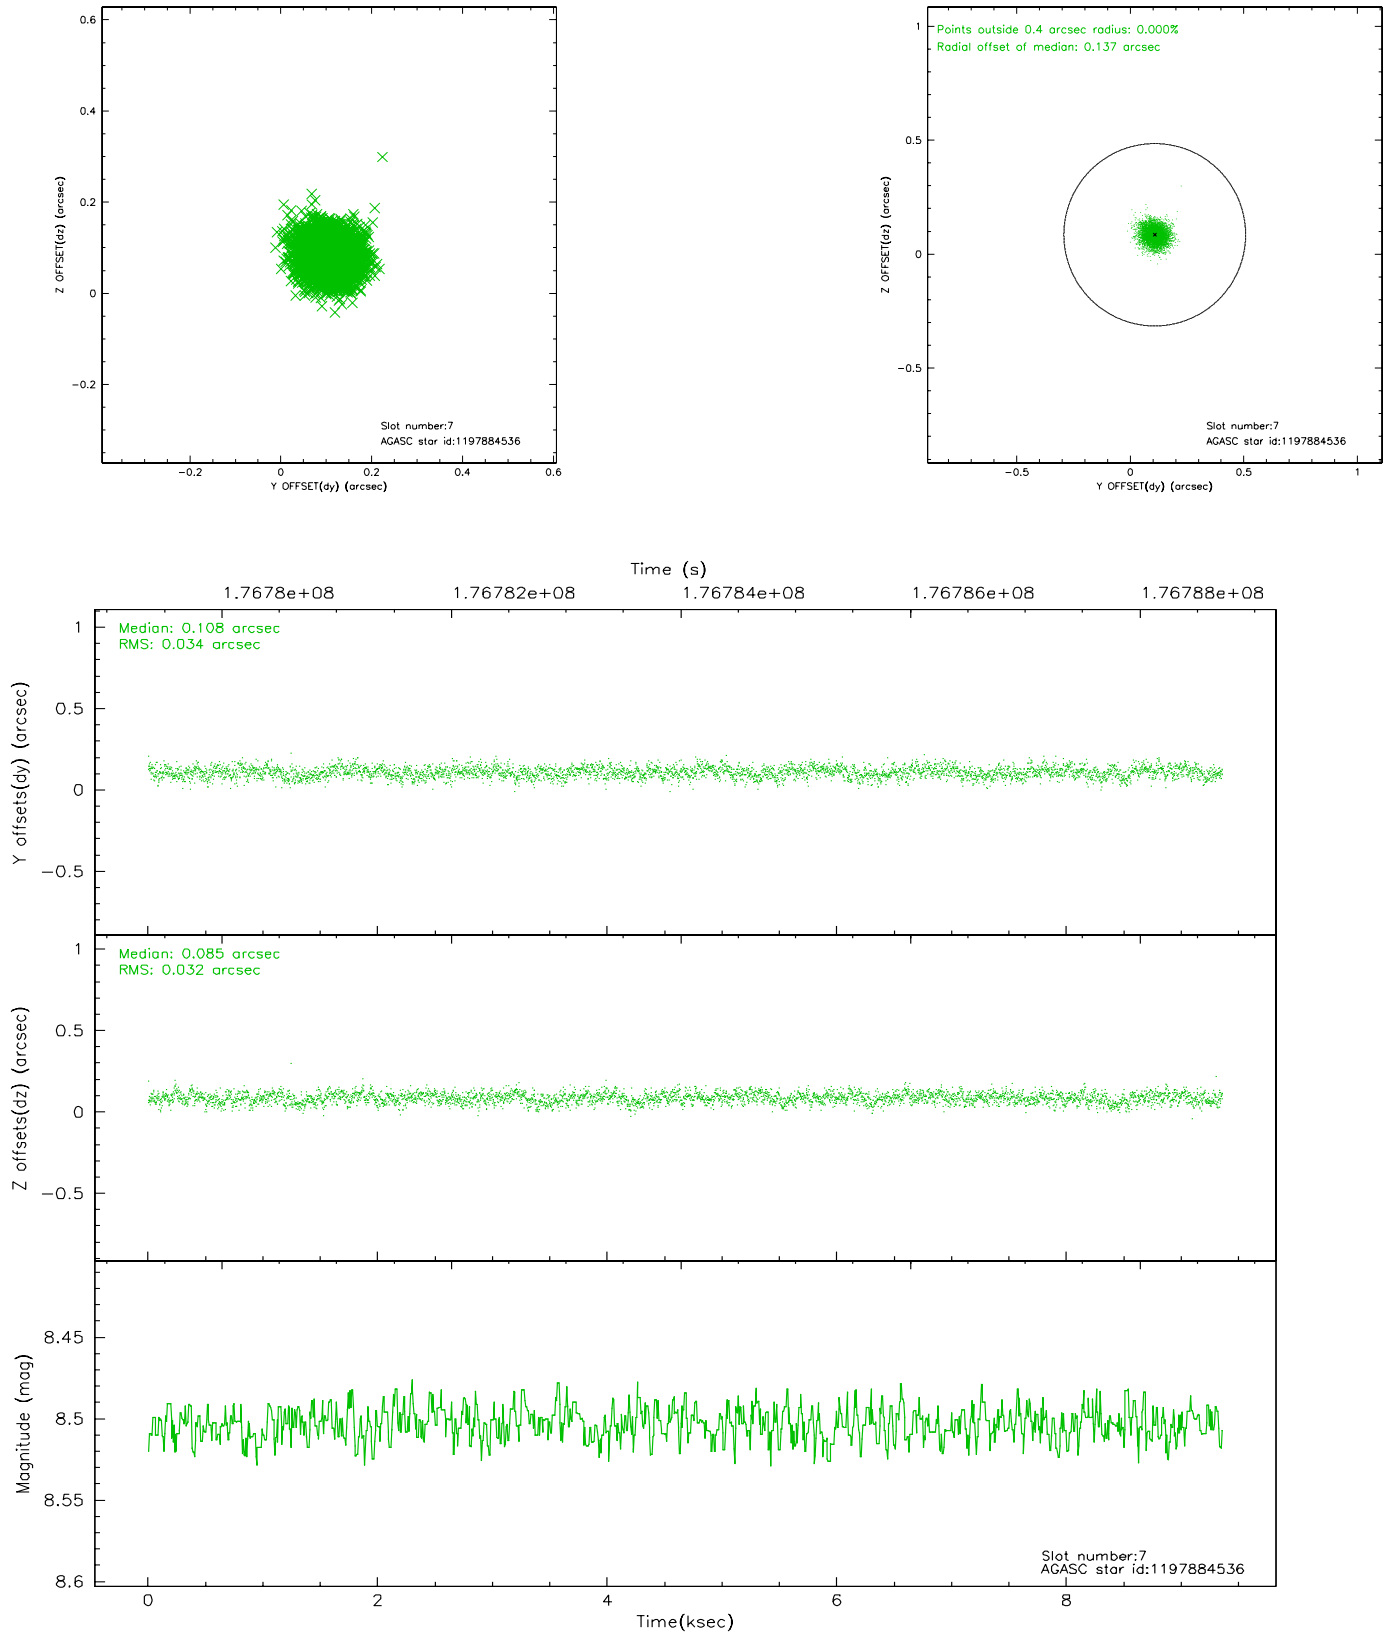 0.6
0.4
0.2
0
−0.2
Z OFFSET(dz) (arcsec)
Slot number:7
AGASC star id:1197884536
−0.2 0 0.2 0.4 0.6
Y OFFSET(dy) (arcsec)
Points outside 0.4 arcsec radius: 0.000%
Radial offset of median: 0.137 arcsec
1
0.5
0
−0.5
Z OFFSET(dz) (arcsec)
Slot number:7
AGASC star id:1197884536
−0.5 0 0.5 1
Y OFFSET(dy) (arcsec)
Time (s)
1.7678e+08 1.76782e+08 1.76784e+08 1.76786e+08 1.76788e+08
Median: 0.108 arcsec
RMS: 0.034 arcsec
1
0.5
0
−0.5
Y offsets(dy) (arcsec)
Median: 0.085 arcsec
RMS: 0.032 arcsec
1
0.5
0
−0.5
Z offsets(dz) (arcsec)
8.45
8.5
8.55
8.6
Magnitude (mag)
Slot number:7
AGASC star id:1197884536
0 2 4 6 8
Time(ksec)